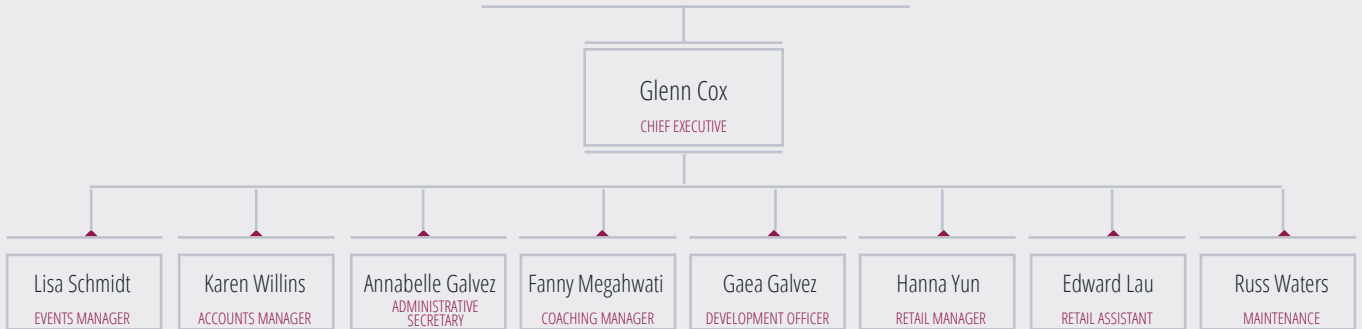 Glenn Cox
CHIEF EXECUTIVE
Lisa Schmidt
EVENTS MANAGER
Karen Willins
ACCOUNTS MANAGER
Annabelle Galvez
ADMINISTRATIVE
SECRETARY
Fanny Megahwati
COACHING MANAGER
Gaea Galvez
DEVELOPMENT OFFICER
Hanna Yun
RETAIL MANAGER
Edward Lau
RETAIL ASSISTANT
Russ Waters
MAINTENANCE